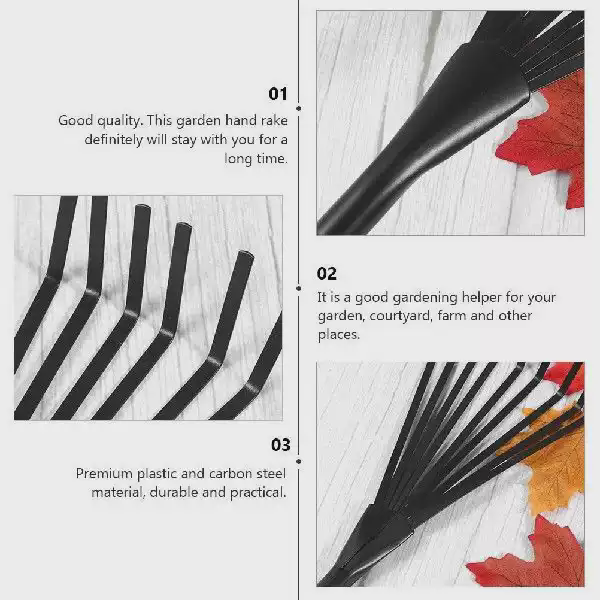 01
Good quality. This garden hand rake
definitely will stay with you for a
long time.
02
It is a good gardening helper for your
garden, courtyard, farm and other
places.
03
Premium plastic and carbon steel
material, durable and practical.